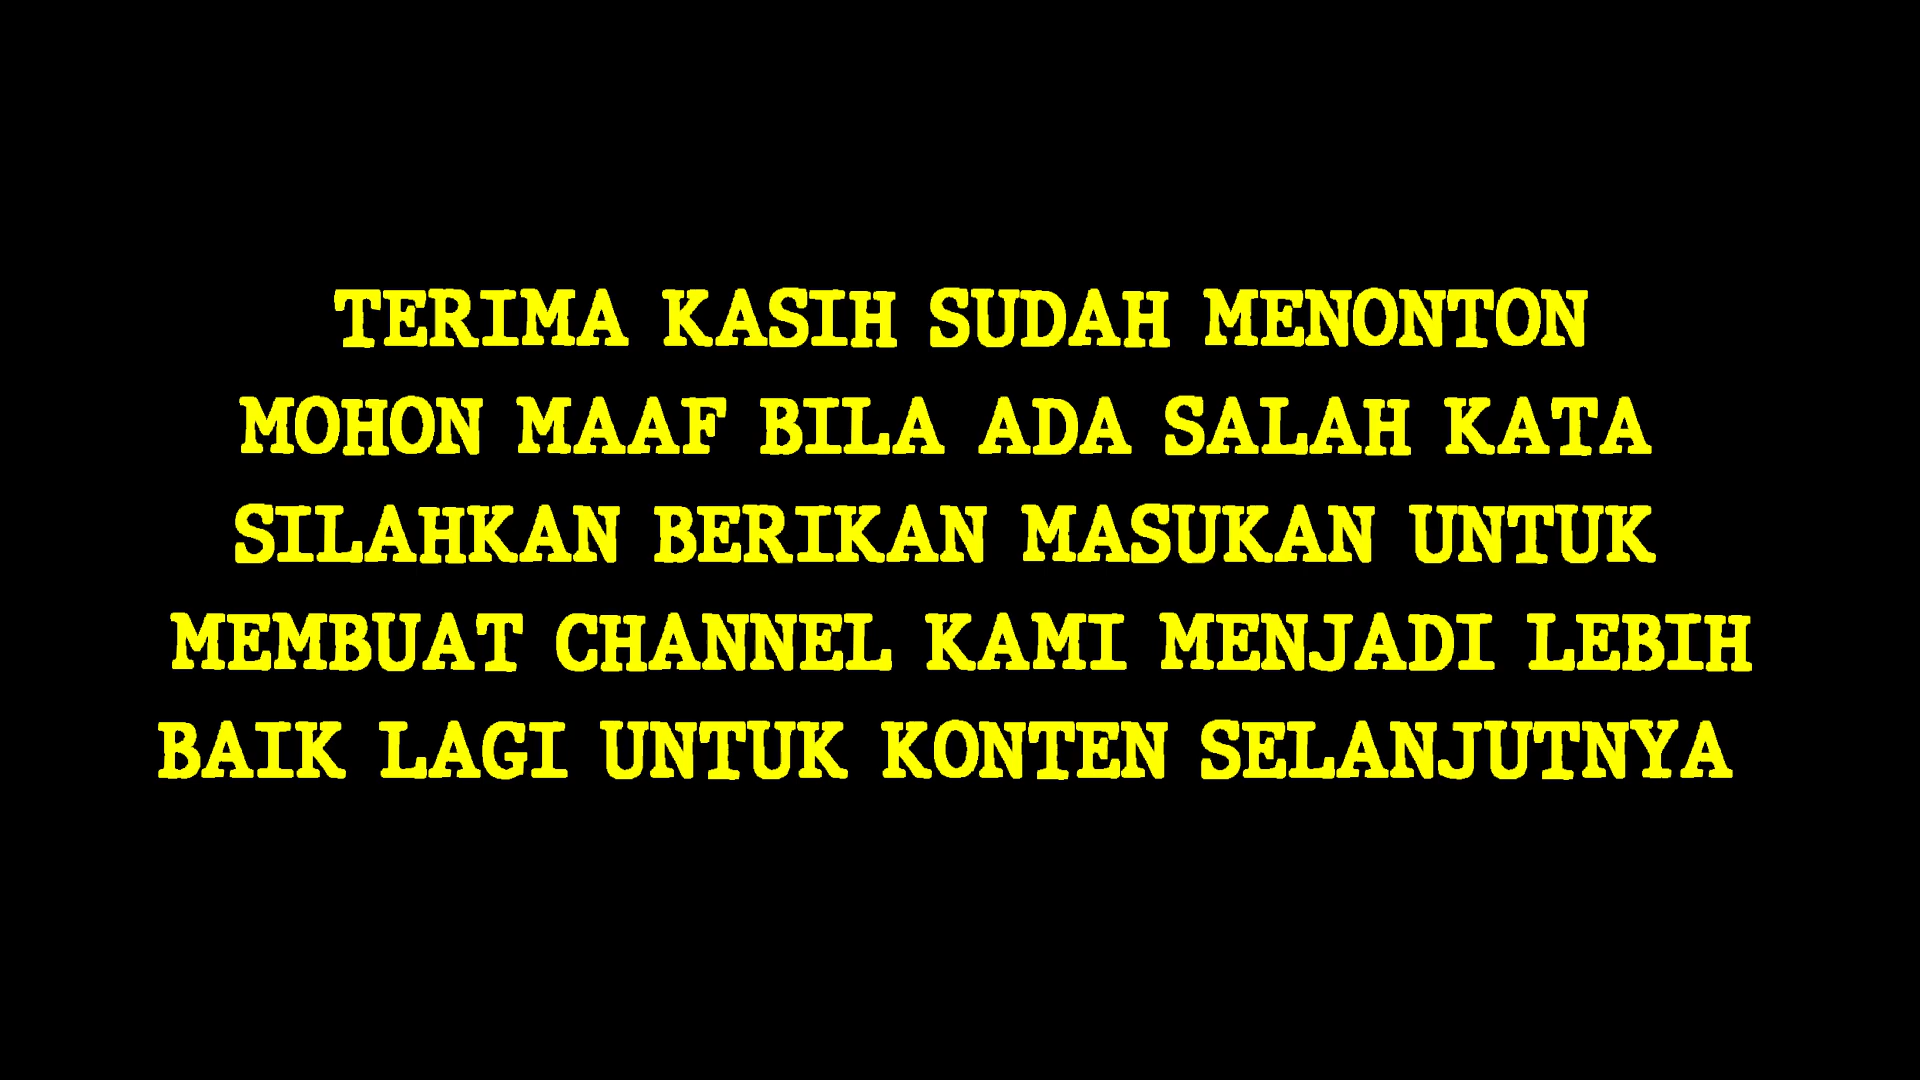 TERIMA KASIH SUDAH MENONTON
MOHON MAAF BILA ADA SALAH KATA
SILAHKAN BERIKAN MASUKAN UNTUK
MEMBUAT CHANNEL KAMI MENJADI LEBIH
BAIK LAGI UNTUK KONTEN SELANJUTNYA